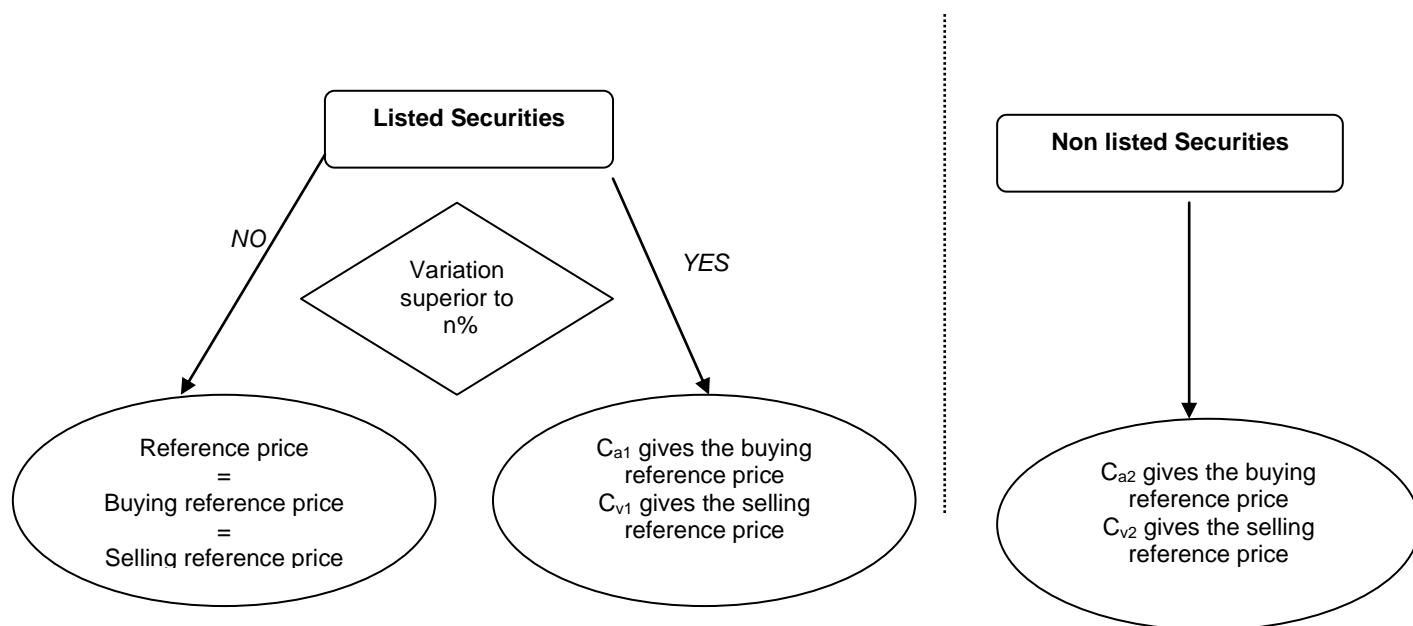 Listed Securities
Non listed Securities
NO
YES
Variation
superior to
n%
Reference price
=
Buying reference price
=
Selling reference price
Ca1 gives the buying
reference price
Cv1 gives the selling
reference price
Ca2 gives the buying
reference price
Cv2 gives the selling
reference price